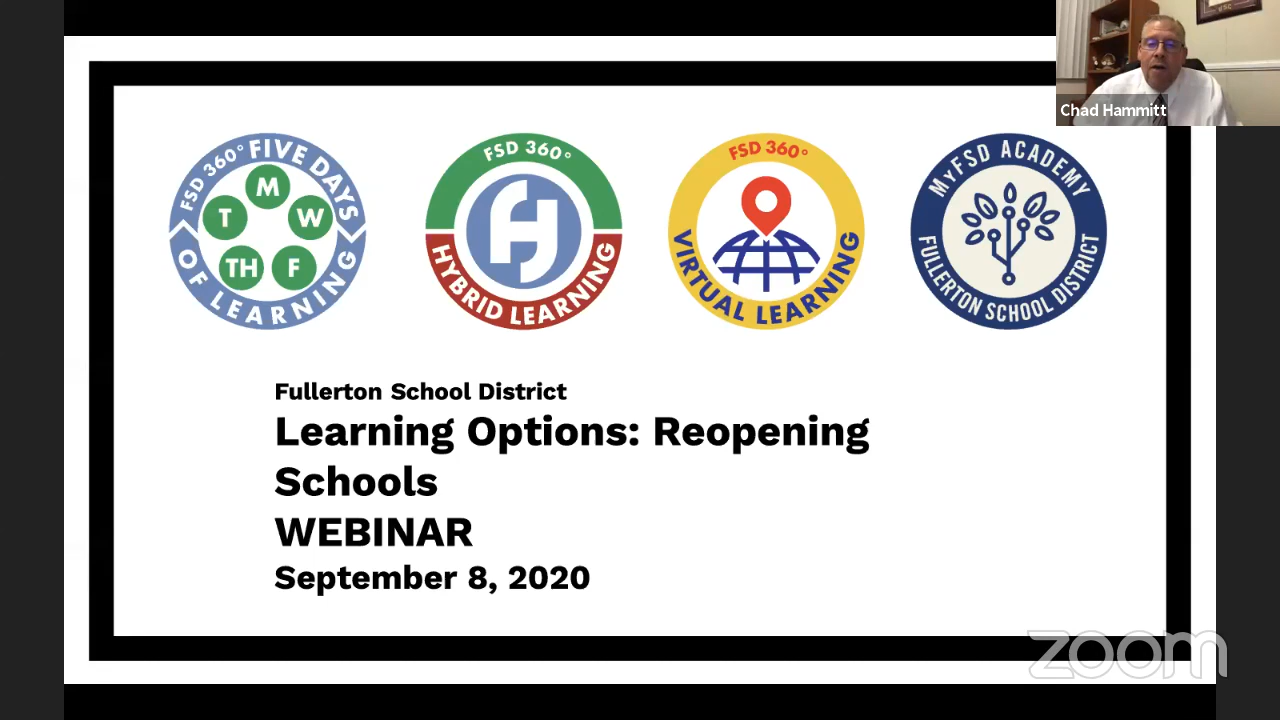 Chad Hammitt
FSD 360° FIVE DAYS
M
T
W
TH
F
OF LEARNING
FSD 360°
HYBRID LEARNING
FSD 360°
VIRTUAL LEARNING
MYFSD ACADEMY
FULLERTON SCHOOL DISTRICT
Fullerton School District
Learning Options: Reopening
Schools
WEBINAR
September 8, 2020
zoom